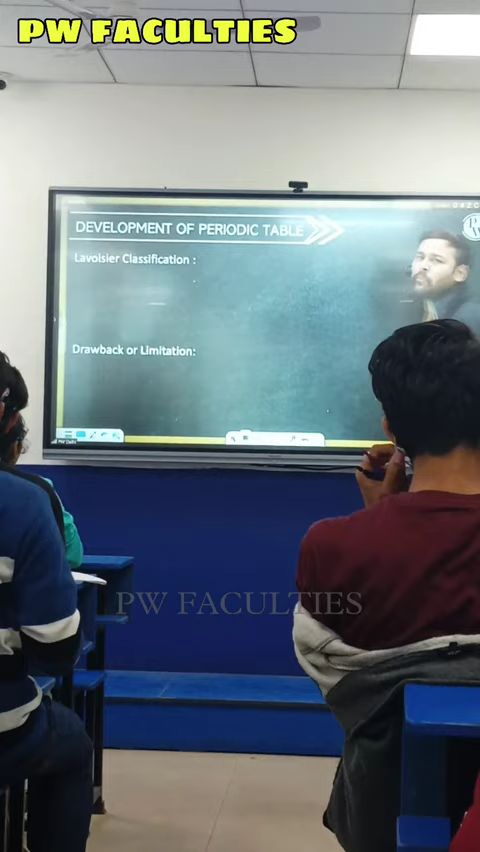 PW FACULTIES
DEVELOPMENT OF PERIODIC TABLE
Lavoisier Classification :
Drawback or Limitation:
PW FACULTIES